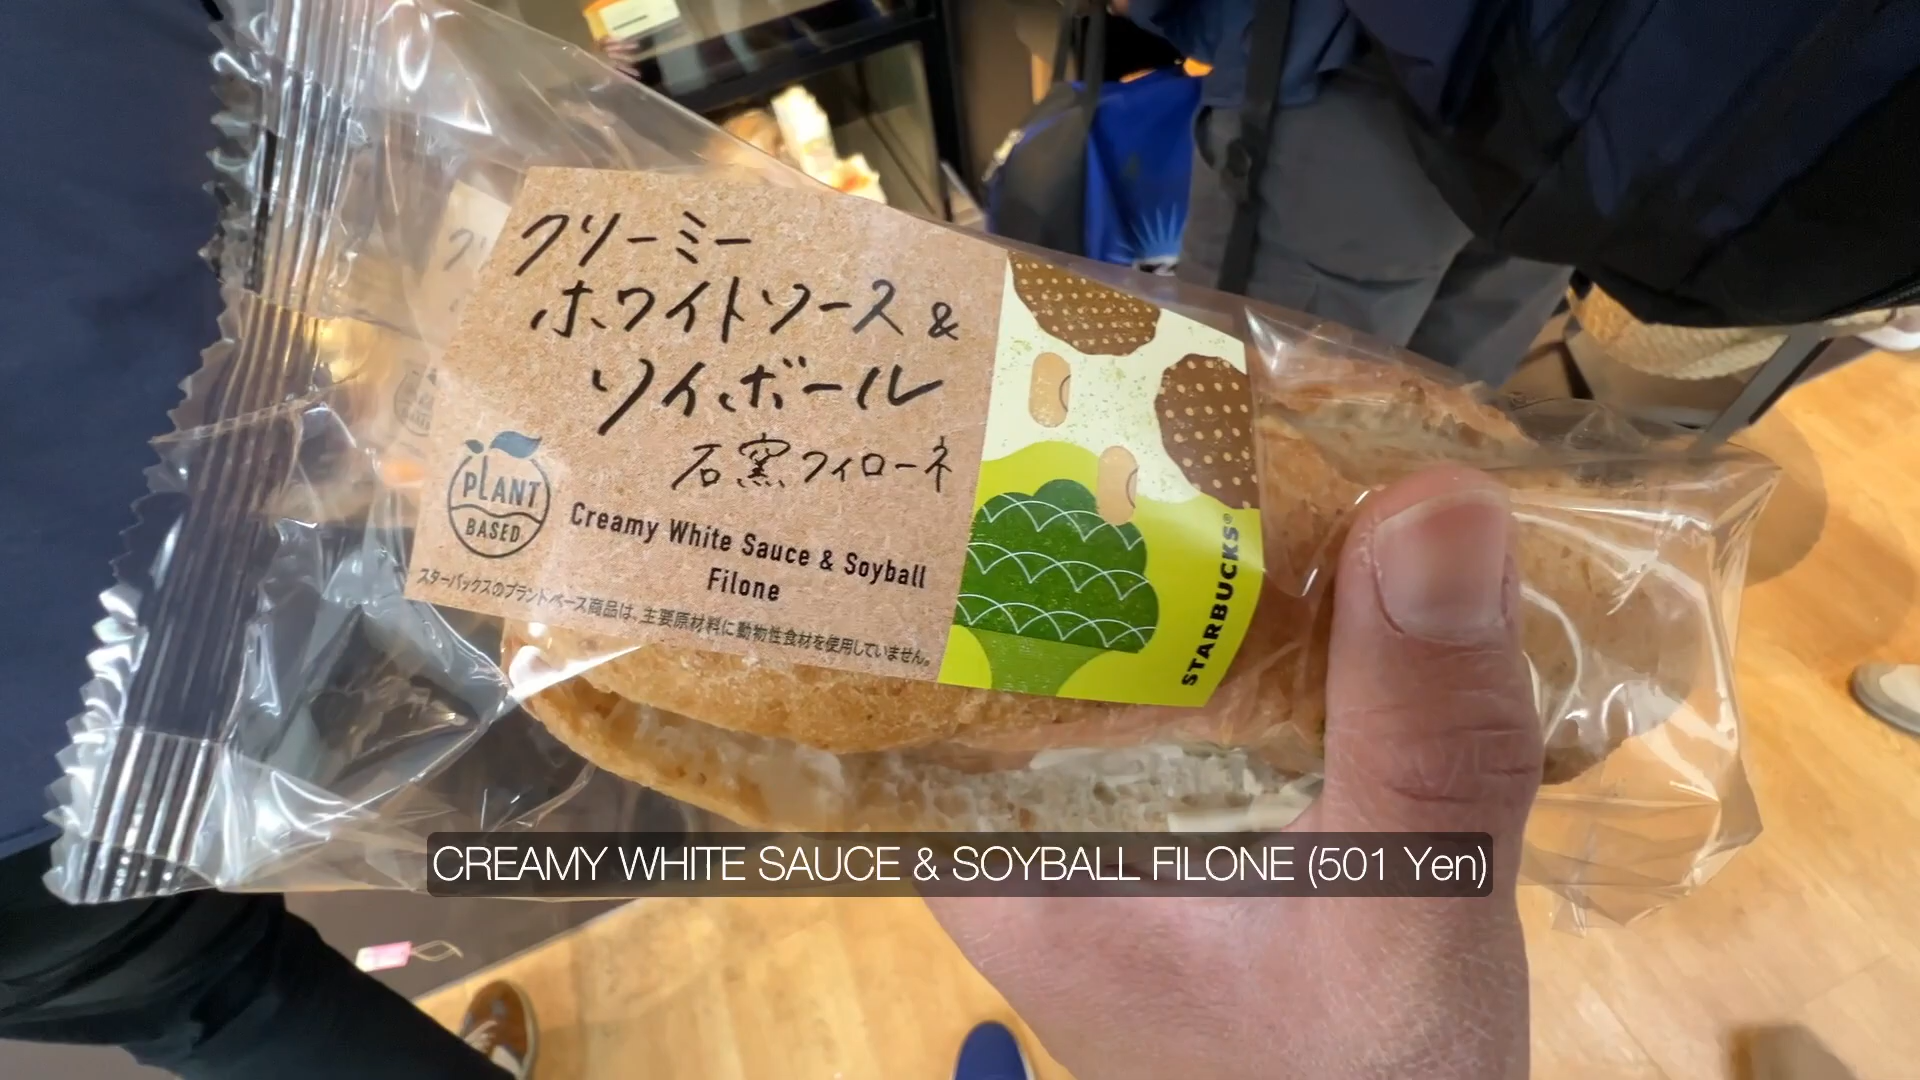 クリーミー
ホワイトソース&
ソイボール
石窯フィローネ
PLANT
BASED
Creamy White Sauce & Soyball
Filone
スターバックスのプラントベース商品は、主要原材料に動物性食材を使用していません。
STARBUCKS®
CREAMY WHITE SAUCE & SOYBALL FILONE (501 Yen)